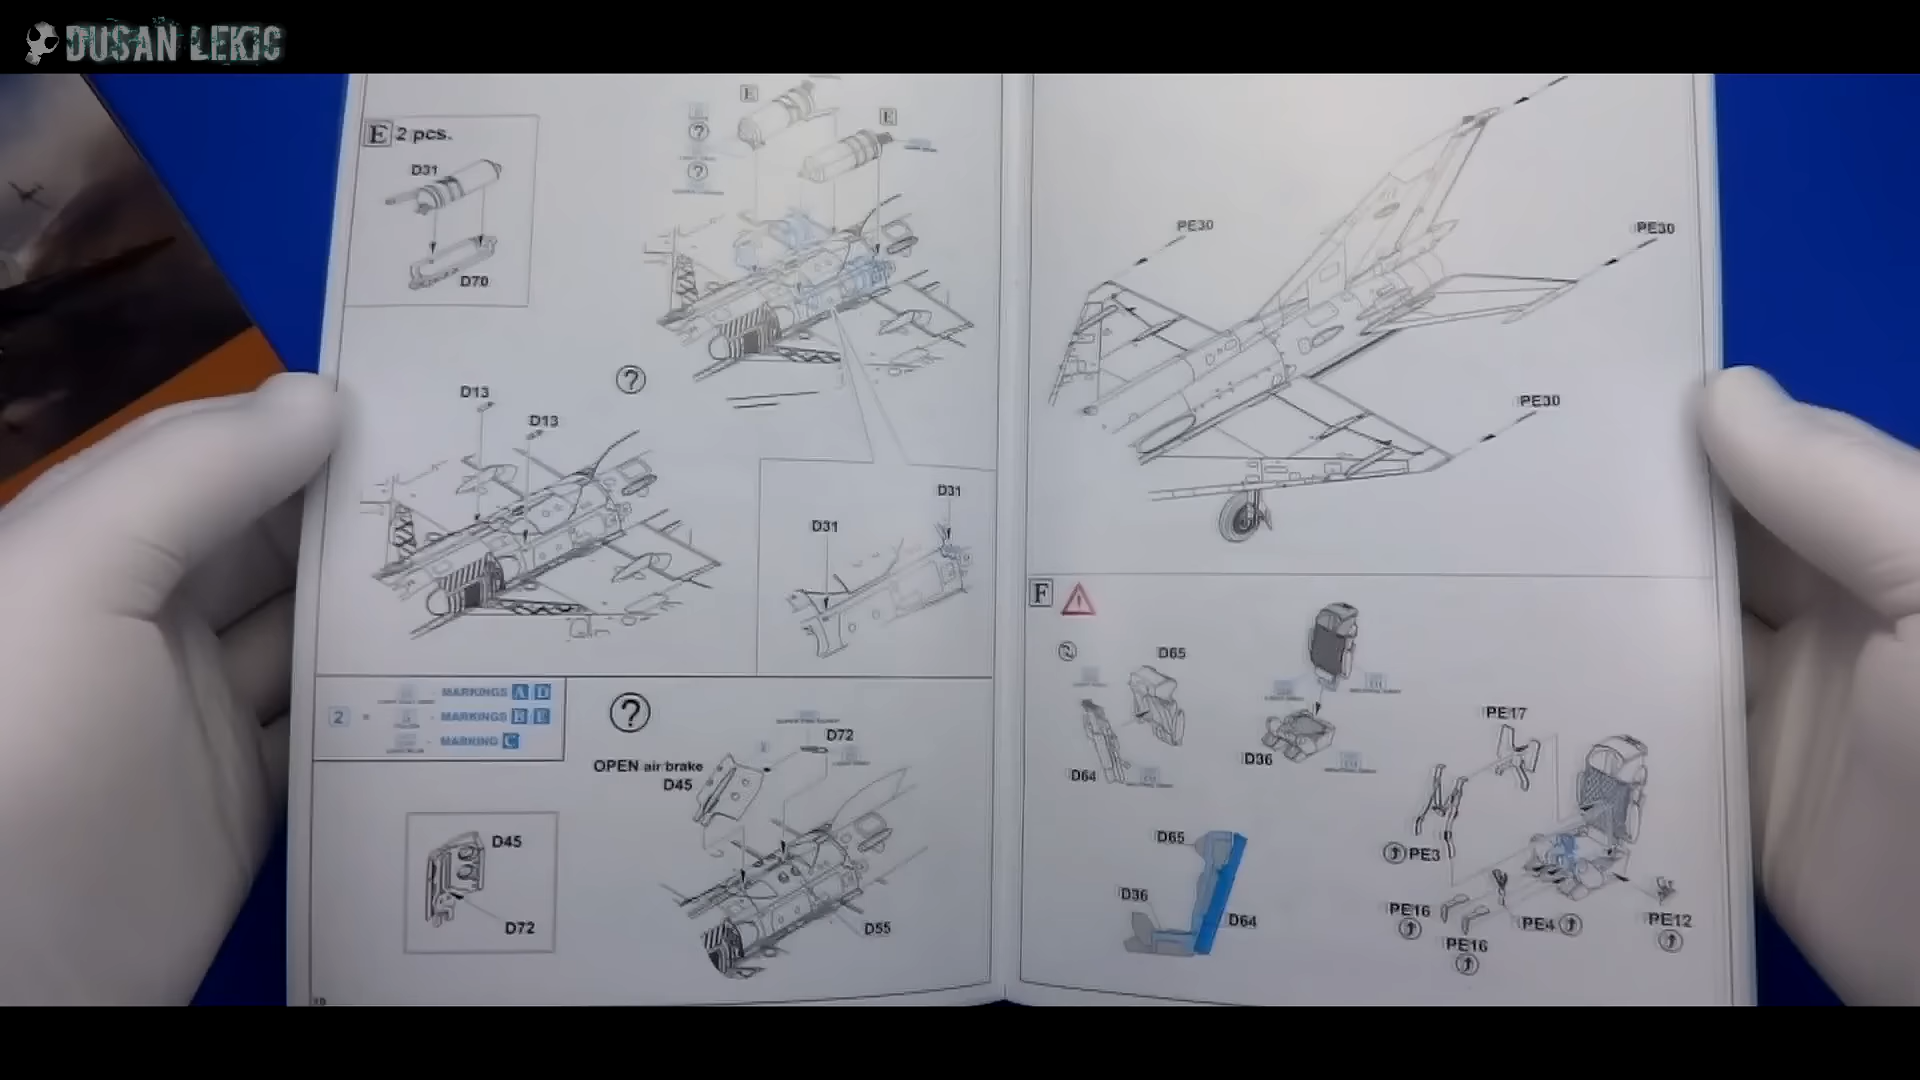 DUSAN LEKIC
E 2 pcs.
D31
D70
E
E
?
?
?
D13
D13
D31
D31
2 = - MARKINGS A D
- MARKINGS B E
- MARKING C
?
D72
OPEN air brake
D45
D45
D72
D55
PE30
PE30
PE30
F
D65
D64
D36
PE17
PE3
D65
D36
D64
PE16
PE4
PE12
PE16